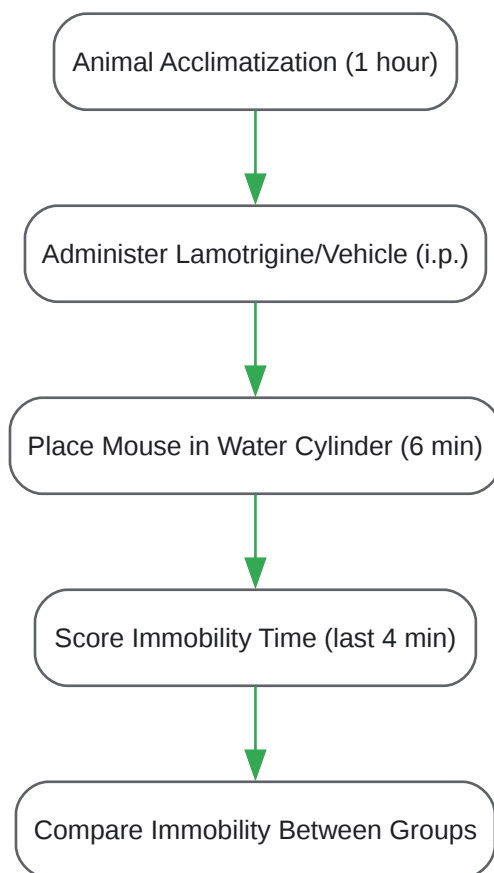 Animal Acclimatization (1 hour)
Administer Lamotrigine/Vehicle (i.p.)
Place Mouse in Water Cylinder (6 min)
Score Immobility Time (last 4 min)
Compare Immobility Between Groups